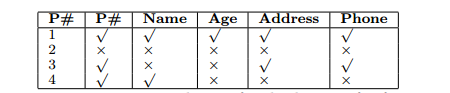 P# P# Name Age Address Phone
1 √ √ √ √ √
2 × × × × ×
3 √ × × √ √
4 √ √ × × ×